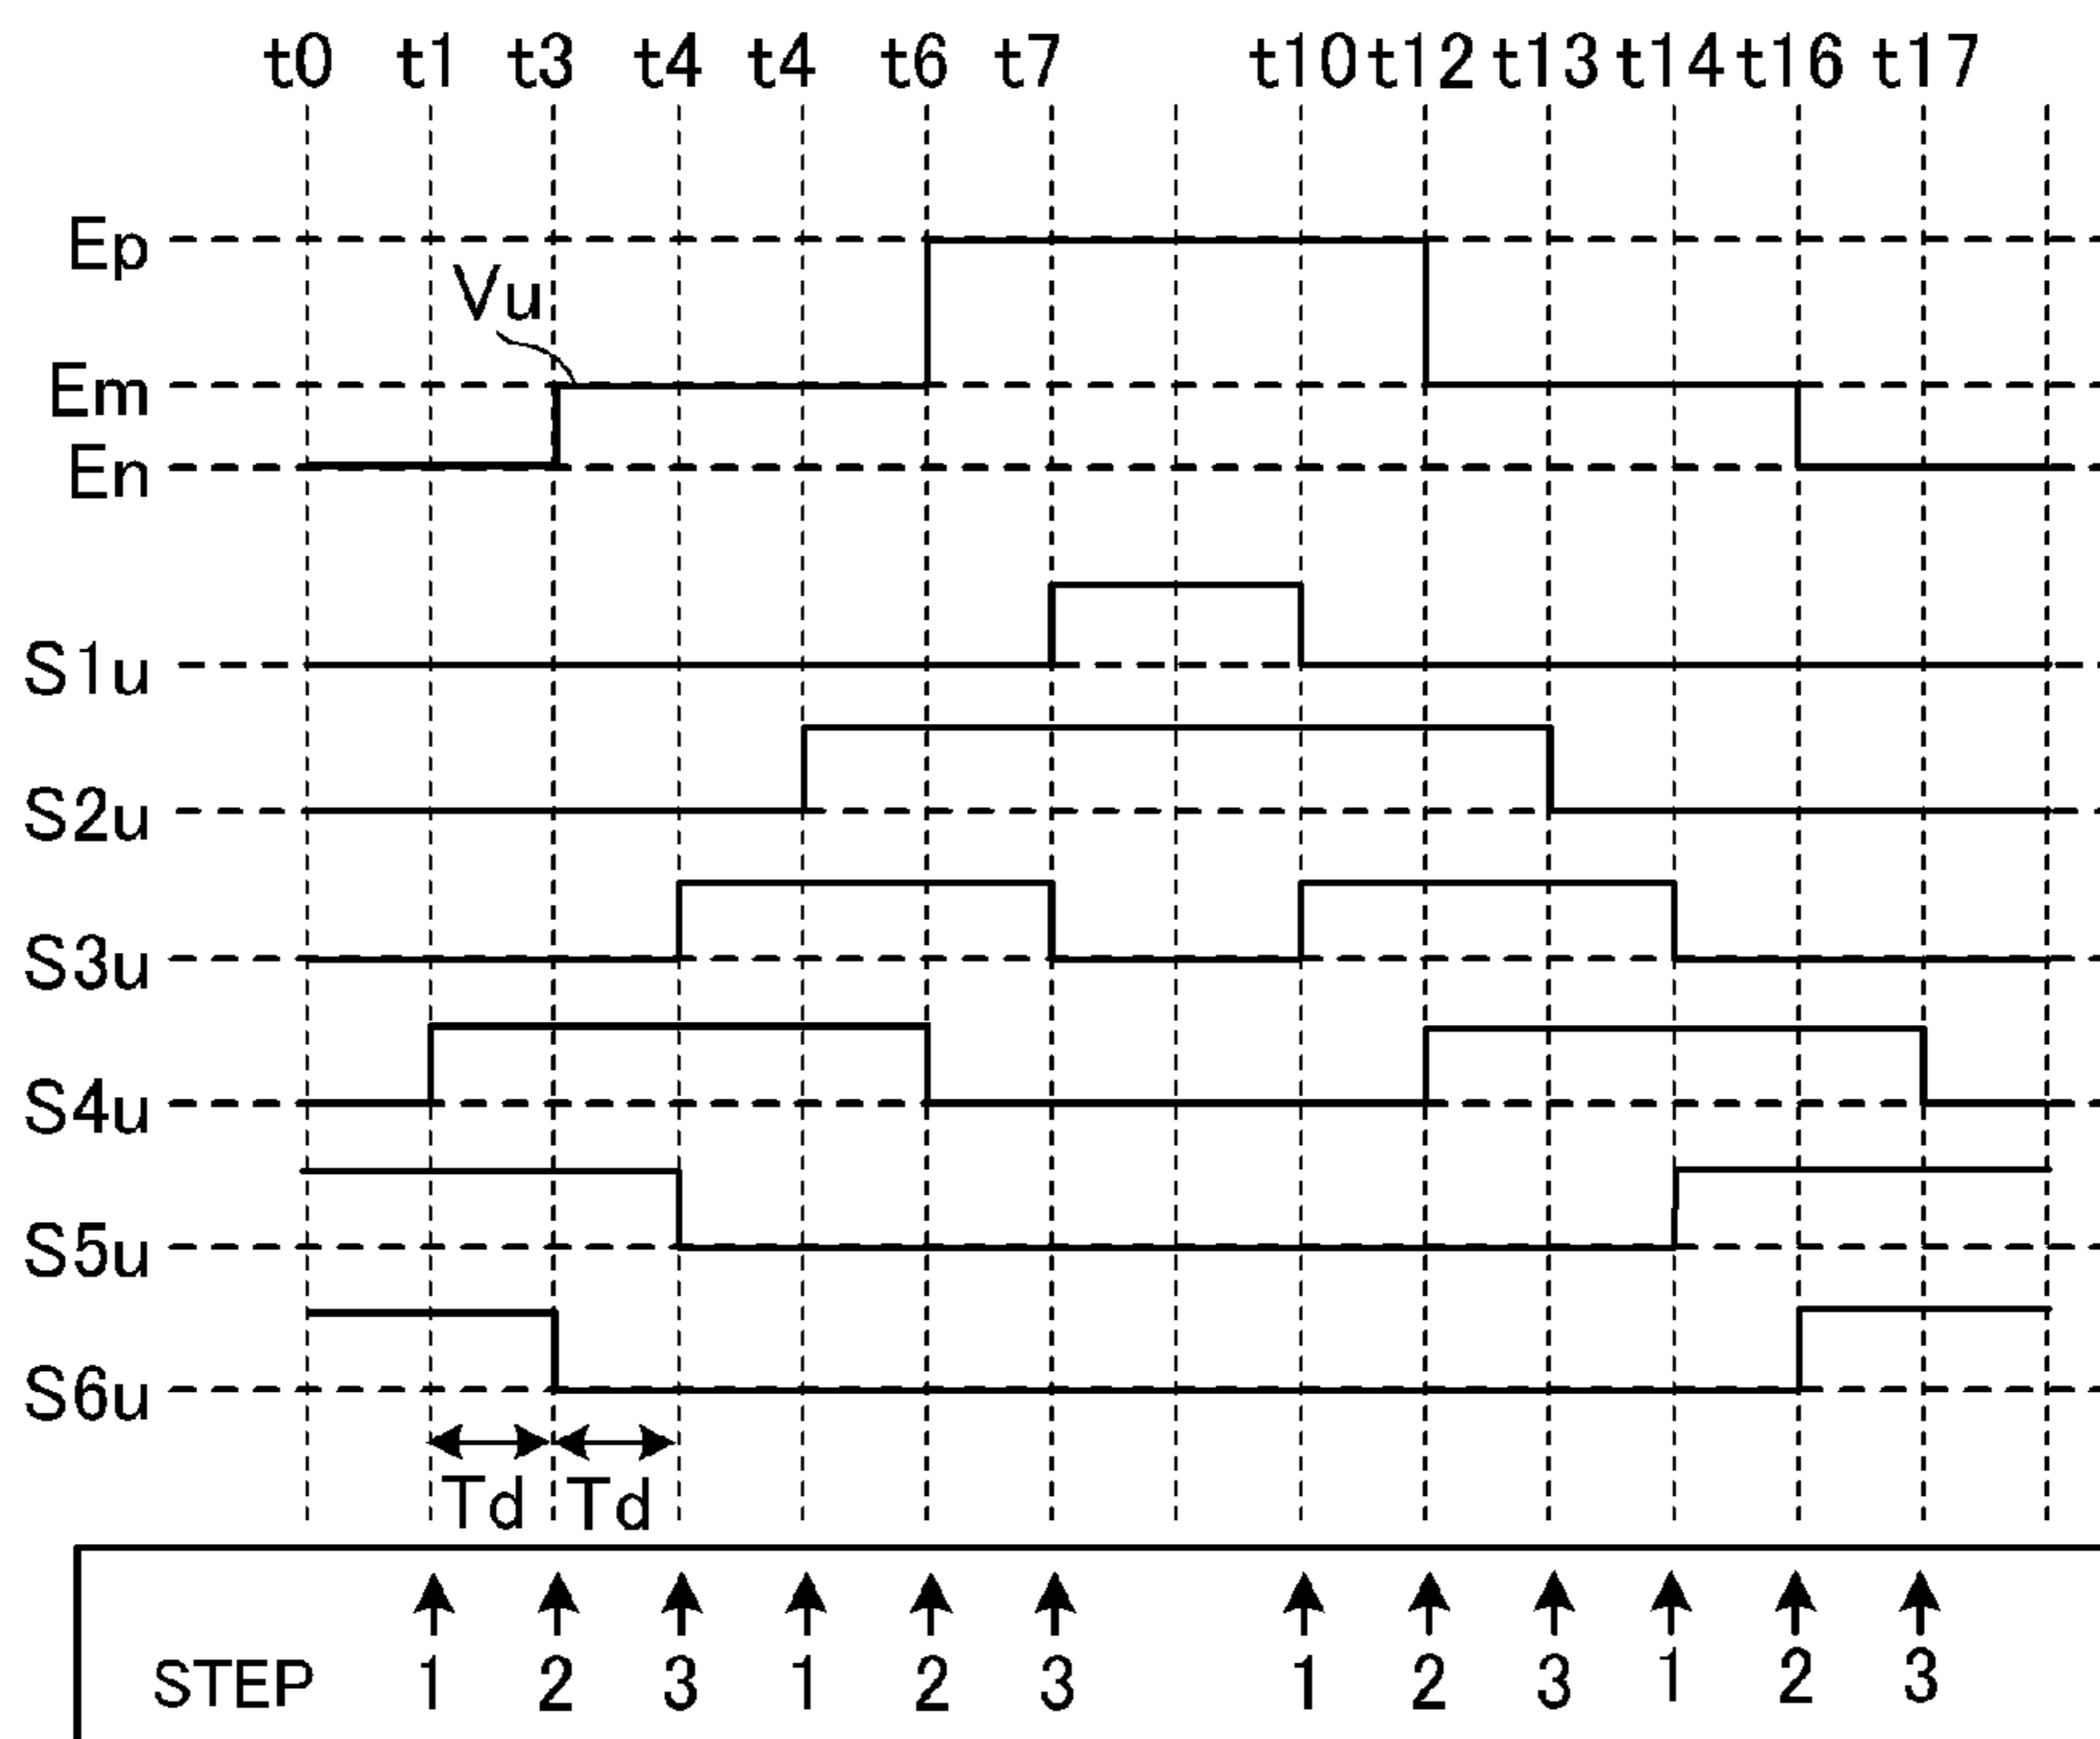 t0 t1 t3 t4 t4 t6 t7 t10 t12 t13 t14 t16 t17
Ep
Vu
Em
En
S1u
S2u
S3u
S4u
S5u
S6u
Td Td
STEP 1 2 3 1 2 3 1 2 3 1 2 3